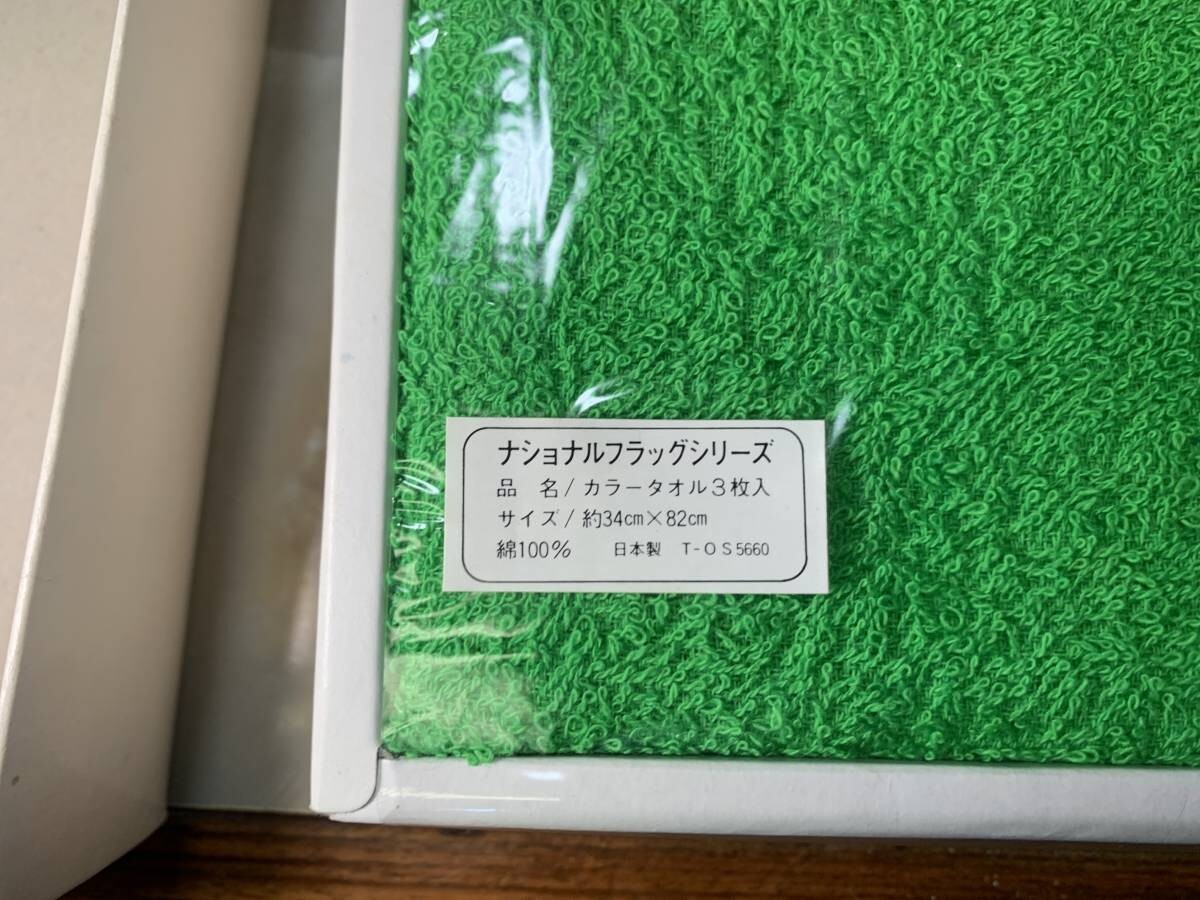 ナショナルフラッグシリーズ
品 名/カラータオル3枚入
サイズ/約34cm×82cm
綿100% 日本製 T-OS5660